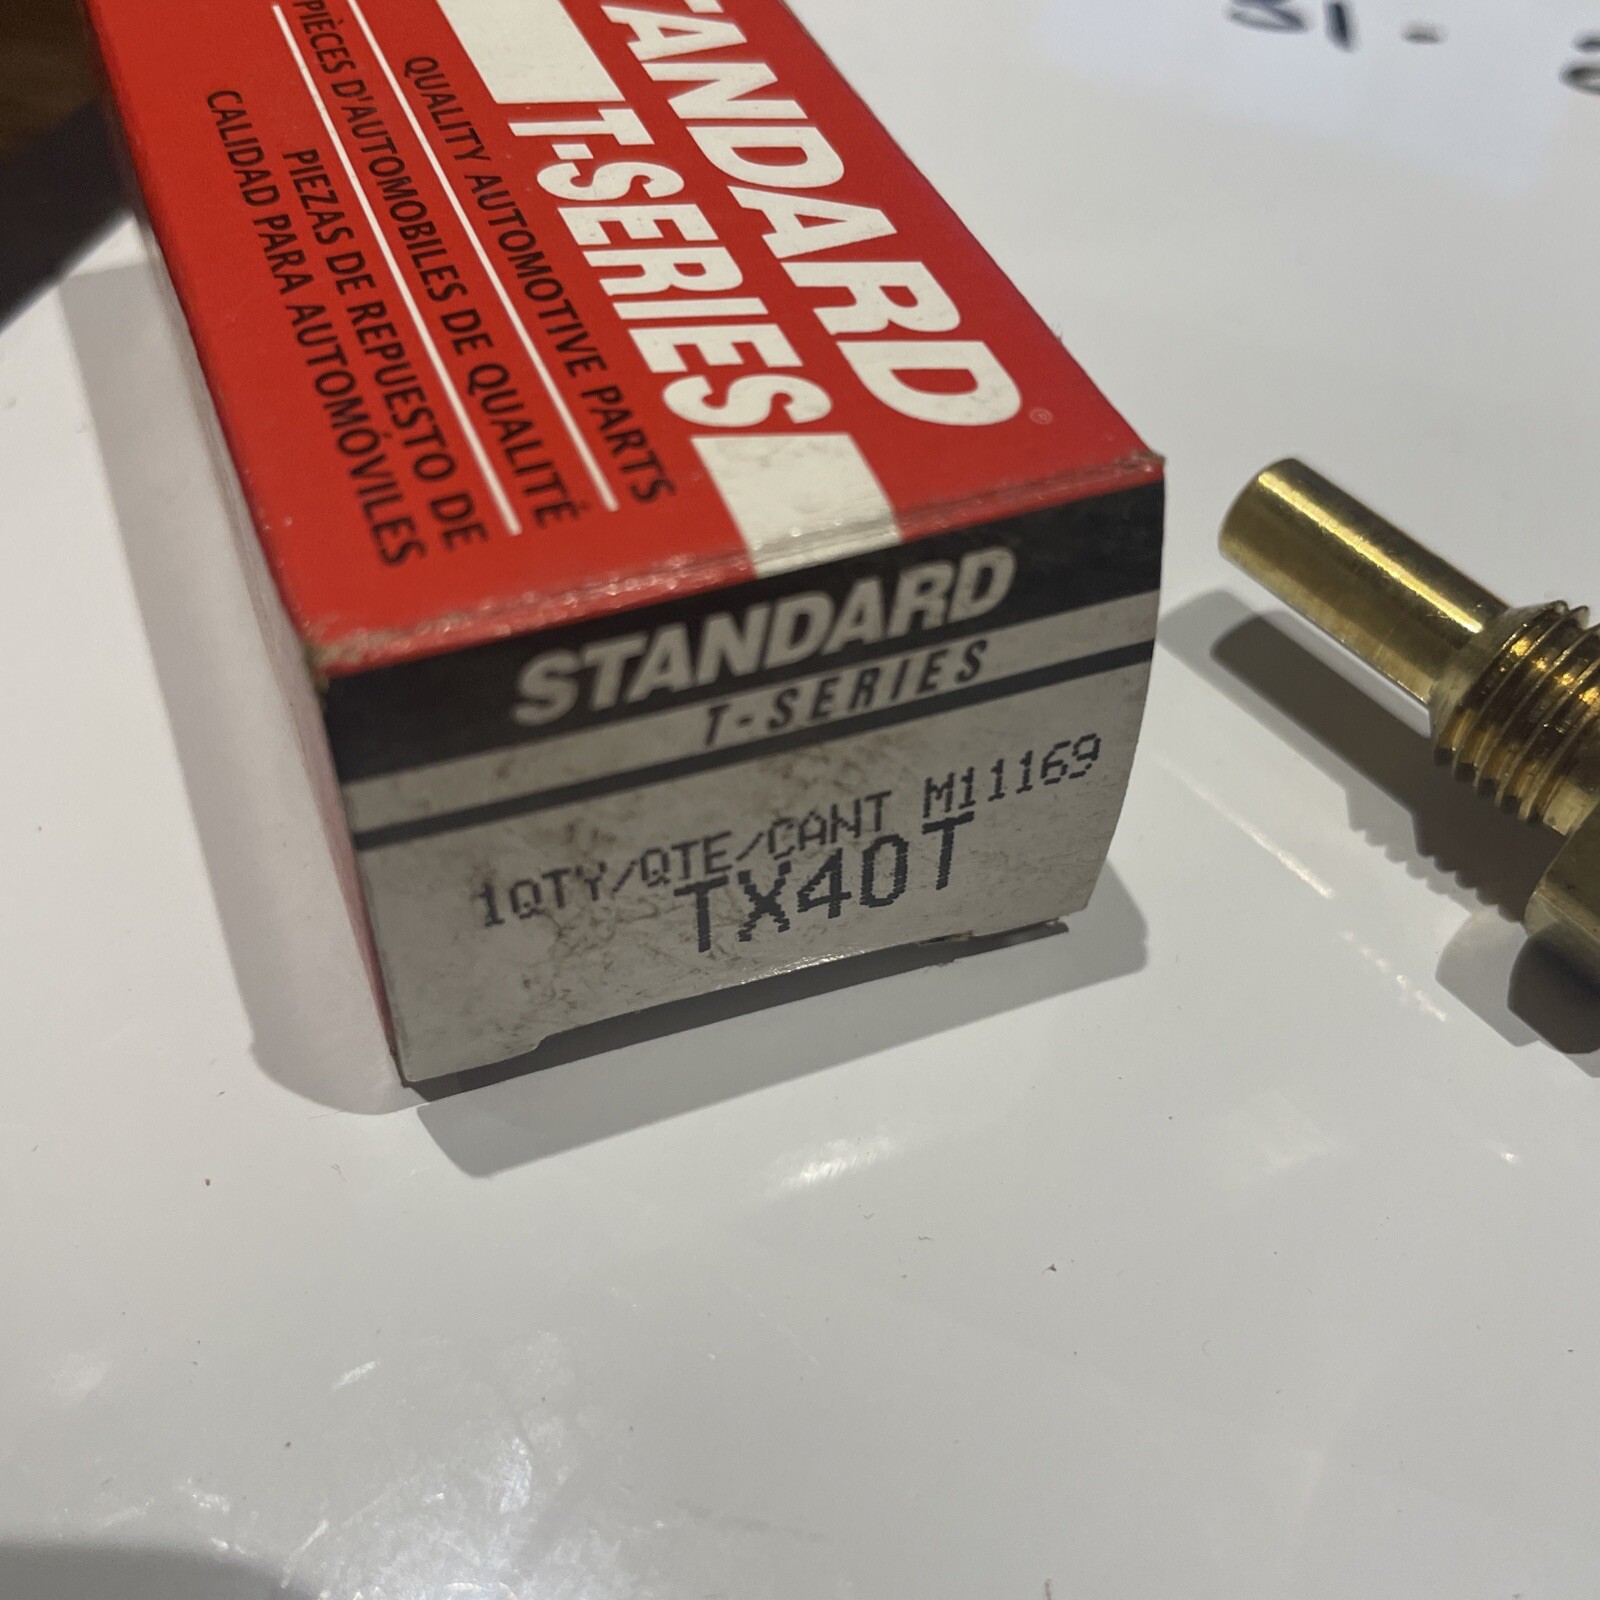 STANDARD®
T-SERIES
QUALITY AUTOMOTIVE PARTS
PIÈCES D'AUTOMOBILES DE QUALITÉ
PIEZAS DE REPUESTO DE
CALIDAD PARA AUTOMÓVILES
STANDARD
T-SERIES
1QTY/QTE/CANT M11169
TX40T